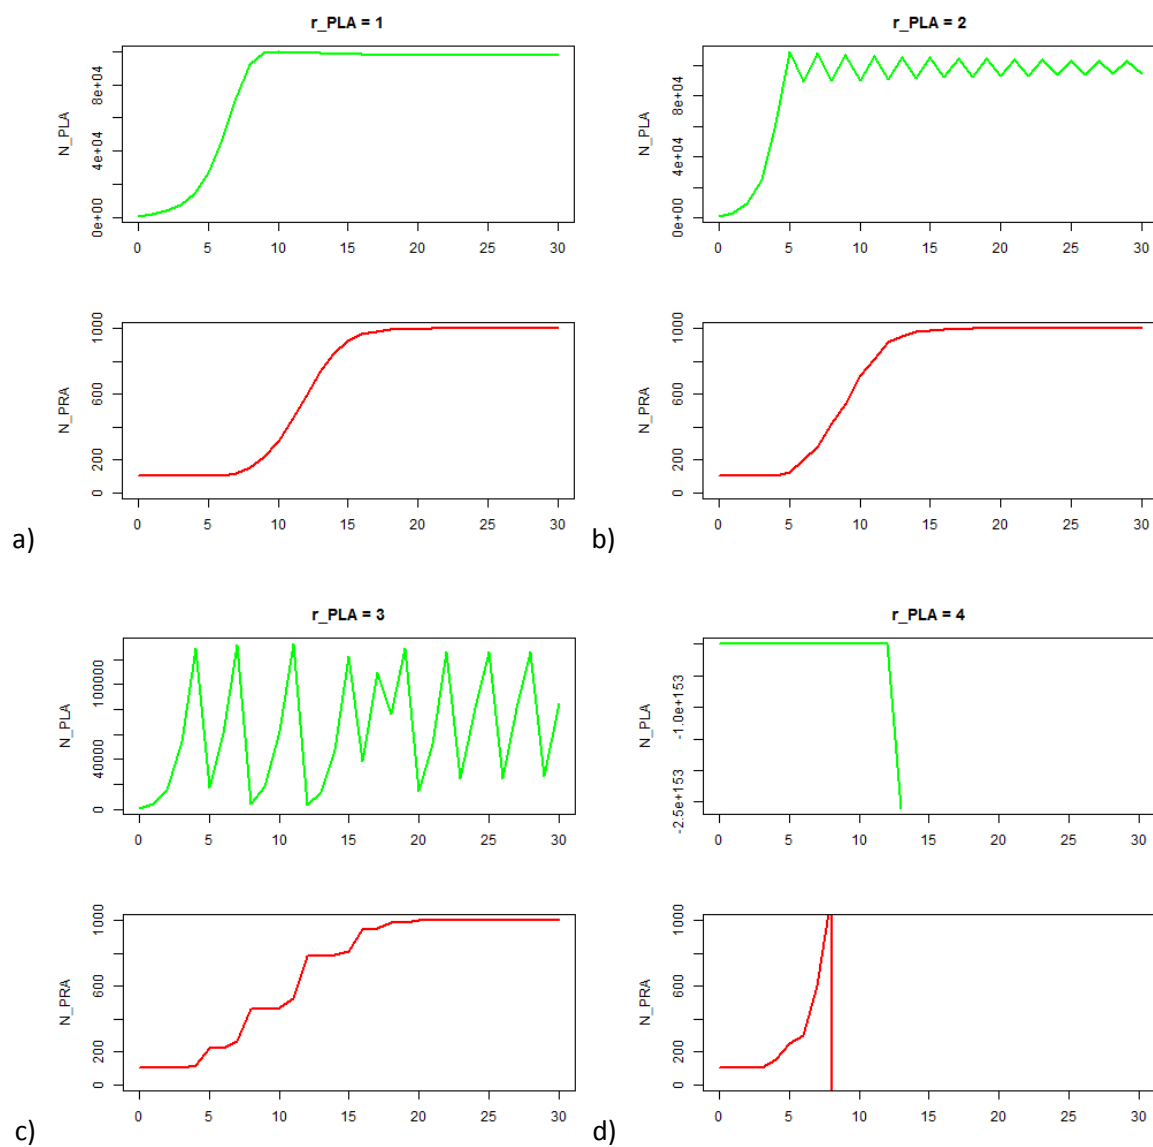 r_PLA = 1
N_PLA
0e+00 4e+04 8e+04
0 5 10 15 20 25 30
N_PRA
0 200 600 1000
0 5 10 15 20 25 30
a)
r_PLA = 2
N_PLA
0e+00 4e+04 8e+04
0 5 10 15 20 25 30
N_PRA
0 200 600 1000
0 5 10 15 20 25 30
b)
r_PLA = 3
N_PLA
0 40000 100000
0 5 10 15 20 25 30
N_PRA
0 200 600 1000
0 5 10 15 20 25 30
c)
r_PLA = 4
N_PLA
-2.5e+153 -1.0e+153
0 5 10 15 20 25 30
N_PRA
0 200 600 1000
0 5 10 15 20 25 30
d)